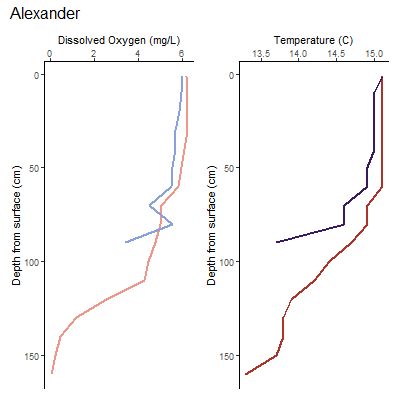 Alexander
Dissolved Oxygen (mg/L)
0 2 4 6
Depth from surface (cm)
0
50
100
150
Temperature (C)
13.5 14.0 14.5 15.0
Depth from surface (cm)
0
50
100
150